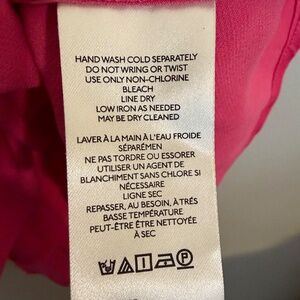 HAND WASH COLD SEPARATELY
DO NOT WRING OR TWIST
USE ONLY NON-CHLORINE
BLEACH
LINE DRY
LOW IRON AS NEEDED
MAY BE DRY CLEANED
LAVER À LA MAIN À L'EAU FROIDE
SÉPARÉMEN
NE PAS TORDRE OU ESSORER
UTILISER UN AGENT DE
BLANCHIMENT SANS CHLORE SI
NÉCESSAIRE
LIGNE SEC
REPASSER, AU BESOIN, À TRÉS
BASSE TEMPÉRATURE
PEUT-ÊTRE ÊTRE NETTOYÉE
À SEC
P